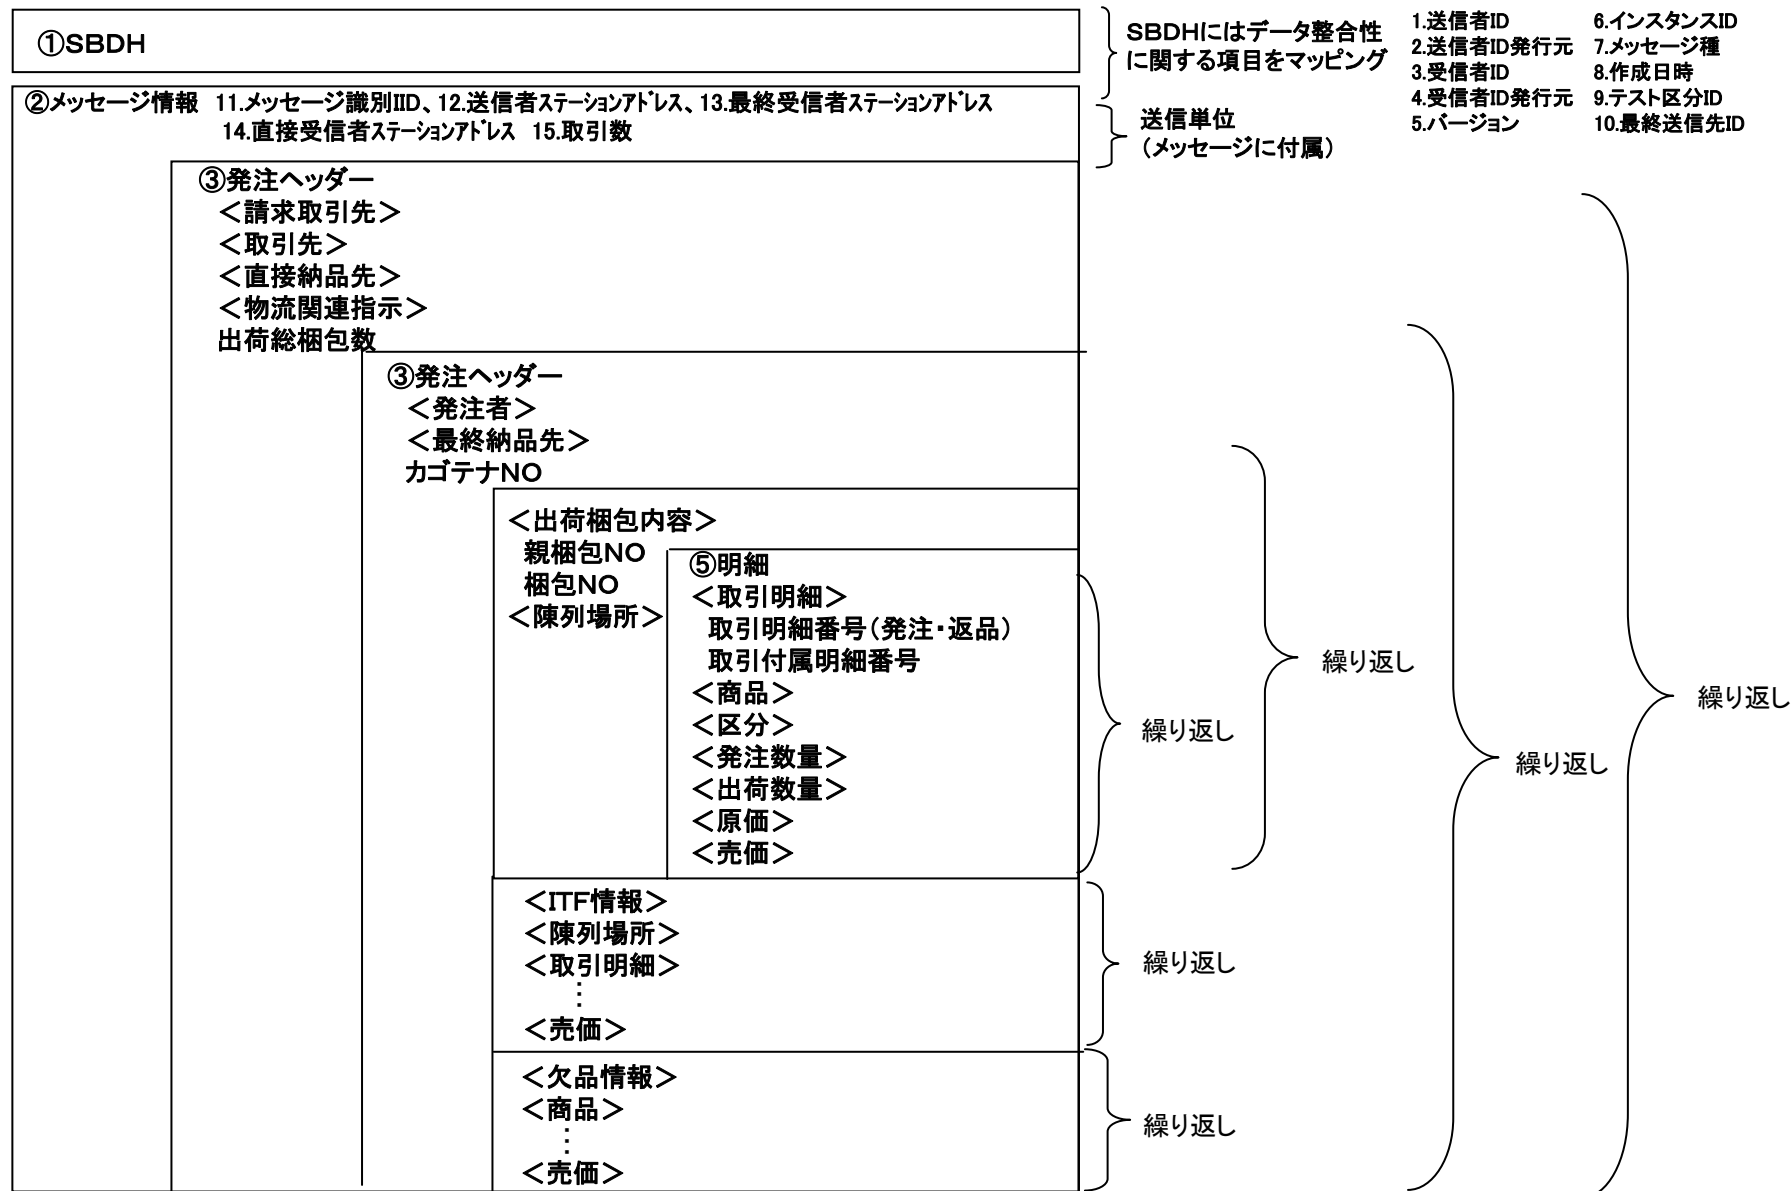 ①SBDH
SBDHにはデータ整合性
に関する項目をマッピング
1.送信者ID
2.送信者ID発行元
3.受信者ID
4.受信者ID発行元
5.バージョン
6.インスタンスID
7.メッセージ種
8.作成日時
9.テスト区分ID
10.最終送信先ID
②メッセージ情報 11.メッセージ識別IID、12.送信者ステーションアドレス、13.最終受信者ステーションアドレス
14.直接受信者ステーションアドレス 15.取引数
送信単位
(メッセージに付属)
③発注ヘッダー
<請求取引先>
<取引先>
<直接納品先>
<物流関連指示>
出荷総梱包数
③発注ヘッダー
<発注者>
<最終納品先>
カゴテナNO
<出荷梱包内容>
親梱包NO
梱包NO
<陳列場所>
⑤明細
<取引明細>
取引明細番号(発注・返品)
取引付属明細番号
<商品>
<区分>
<発注数量>
<出荷数量>
<原価>
<売価>
繰り返し
繰り返し
繰り返し
繰り返し
<ITF情報>
<陳列場所>
<取引明細>
⋮
<売価>
繰り返し
<欠品情報>
<商品>
⋮
<売価>
繰り返し